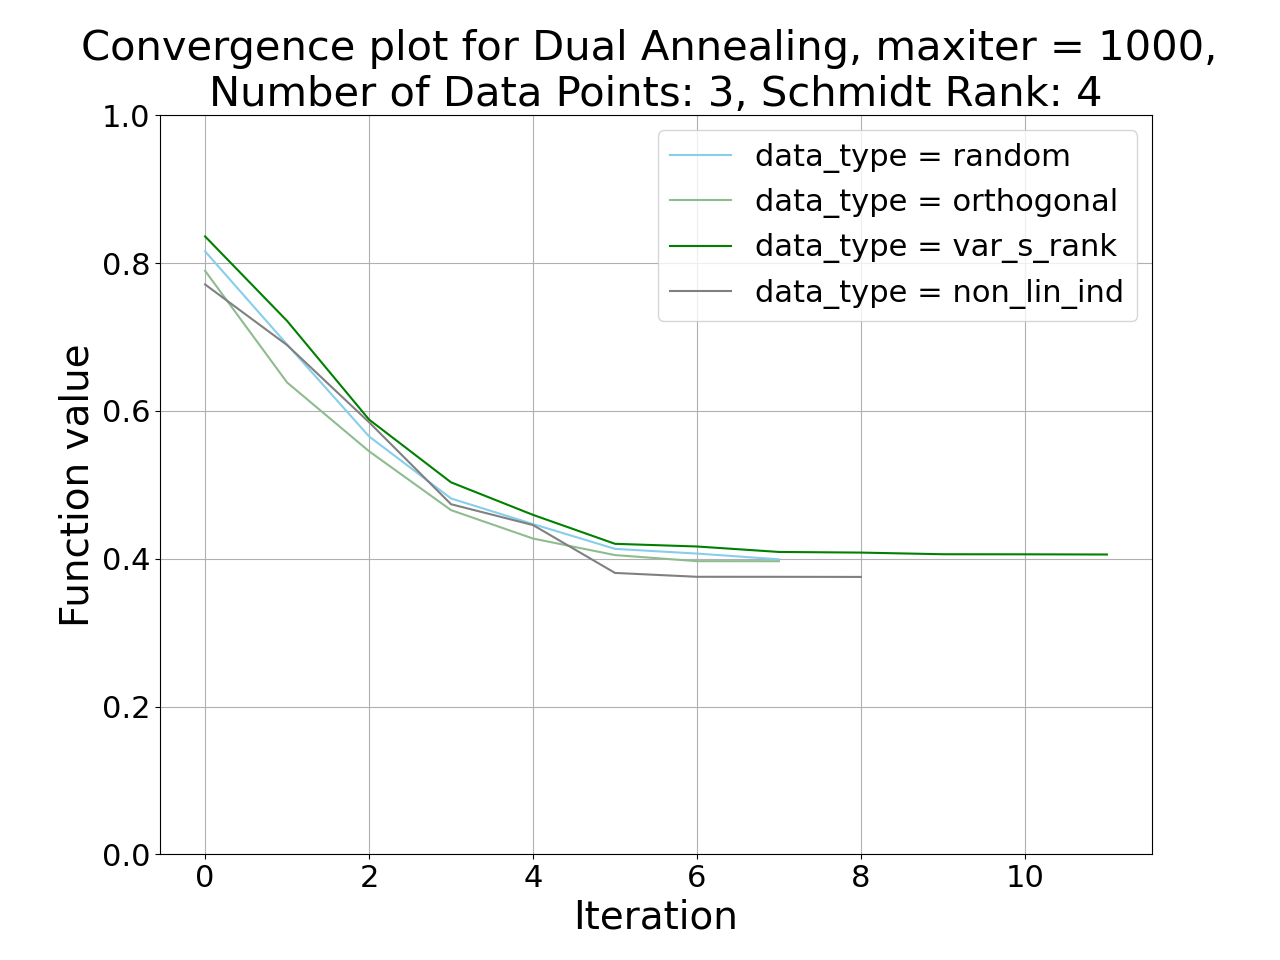 Convergence plot for Dual Annealing, maxiter = 1000,
Number of Data Points: 3, Schmidt Rank: 4
1.0
0.8
0.6
0.4
0.2
0.0
Function value
data_type = random
data_type = orthogonal
data_type = var_s_rank
data_type = non_lin_ind
0 2 4 6 8 10
Iteration